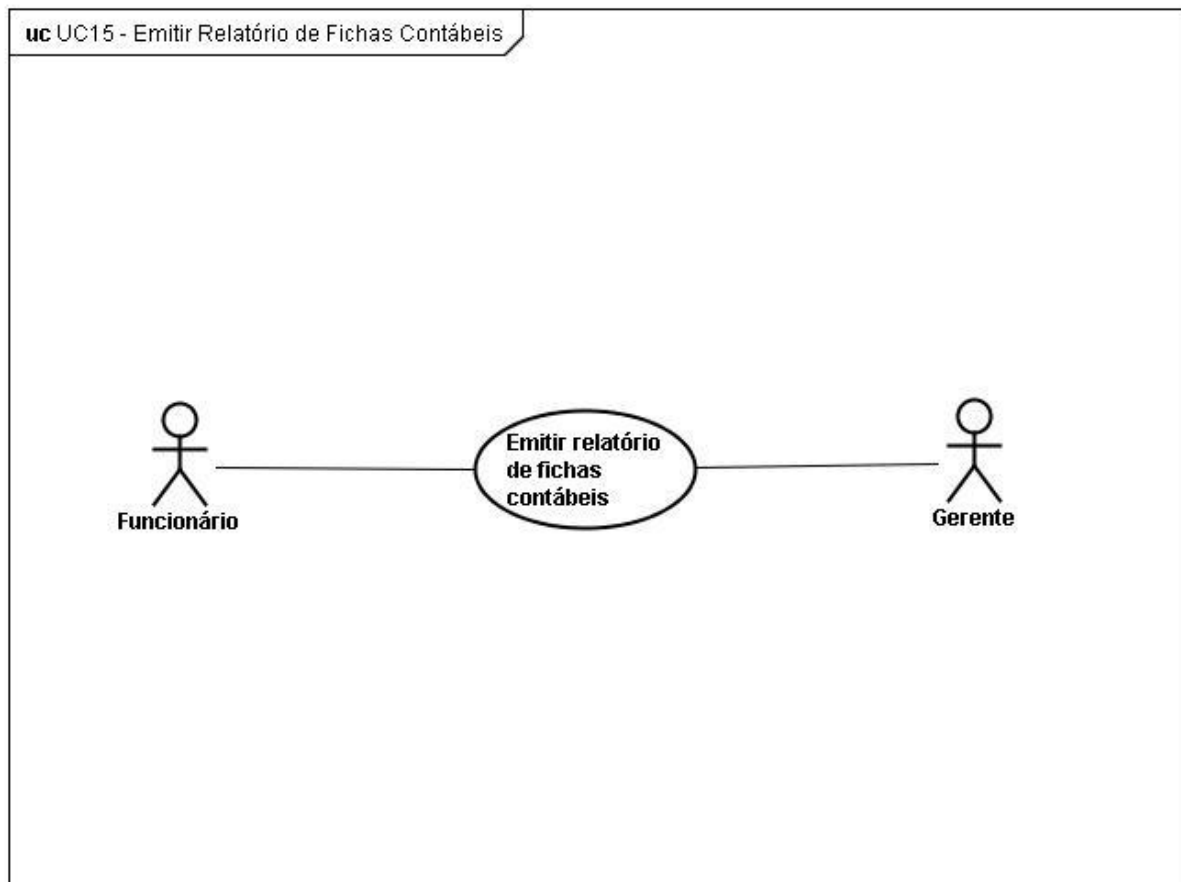 uc UC15 - Emitir Relatório de Fichas Contábeis
Emitir relatório
de fichas
contábeis
Funcionário
Gerente